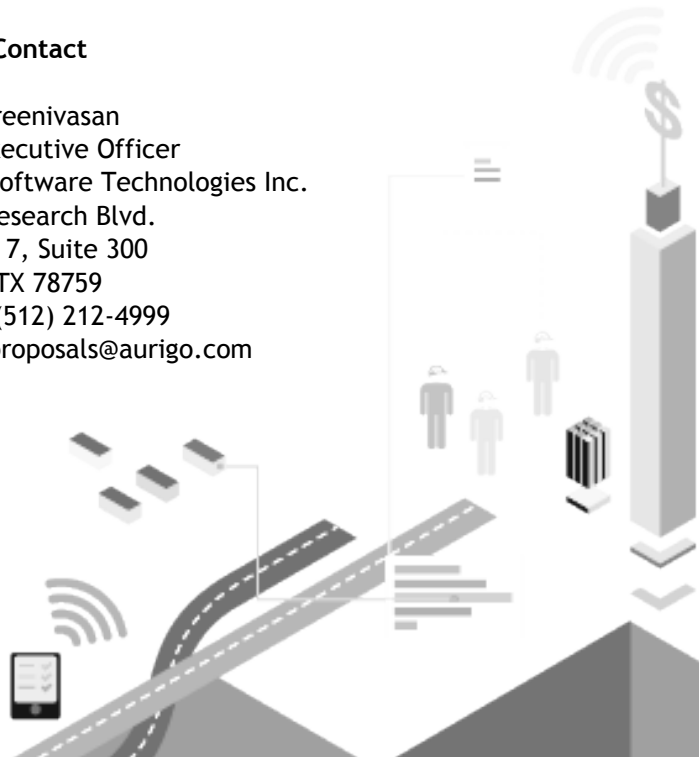 Contact
reenivasan
ecutive Officer
oftware Technologies Inc.
esearch Blvd.
7, Suite 300
TX 78759
(512) 212-4999
roposals@aurigo.com
$